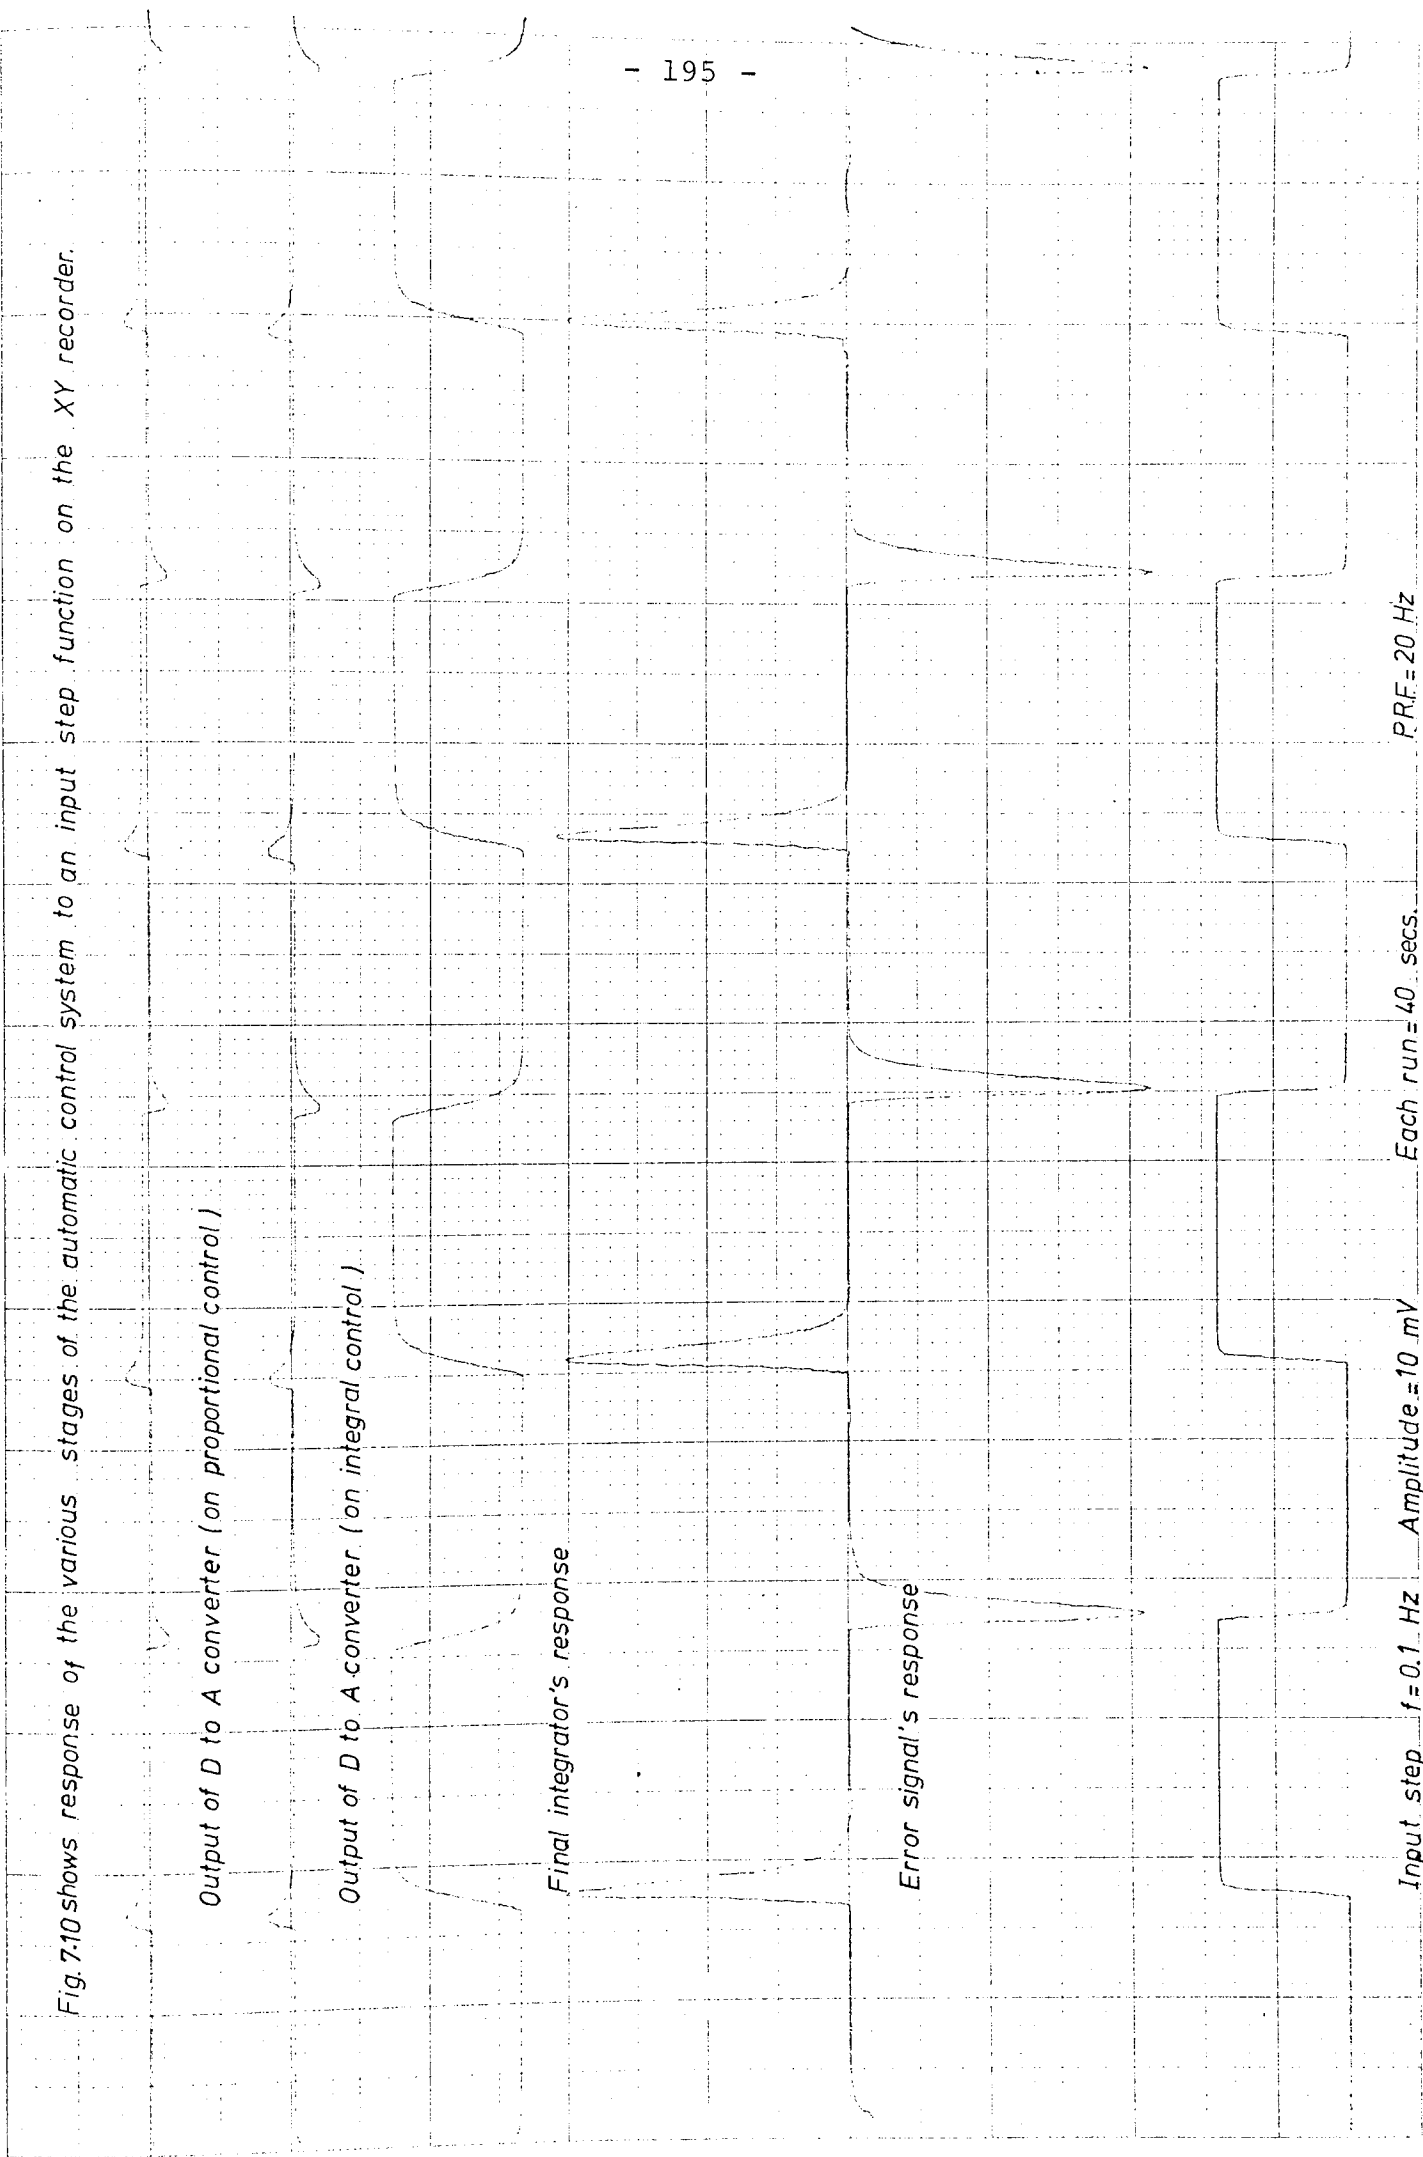 - 195 -
Fig. 7.10 shows response of the various stages of the automatic control system to an input step function on the XY recorder.
Output of D to A converter (on proportional control)
Output of D to A converter (on integral control)
Final integrator's response
Error signal's response
Input step f=0.1 Hz Amplitude=10 mV Each run=40 secs. P.R.F.=20 Hz